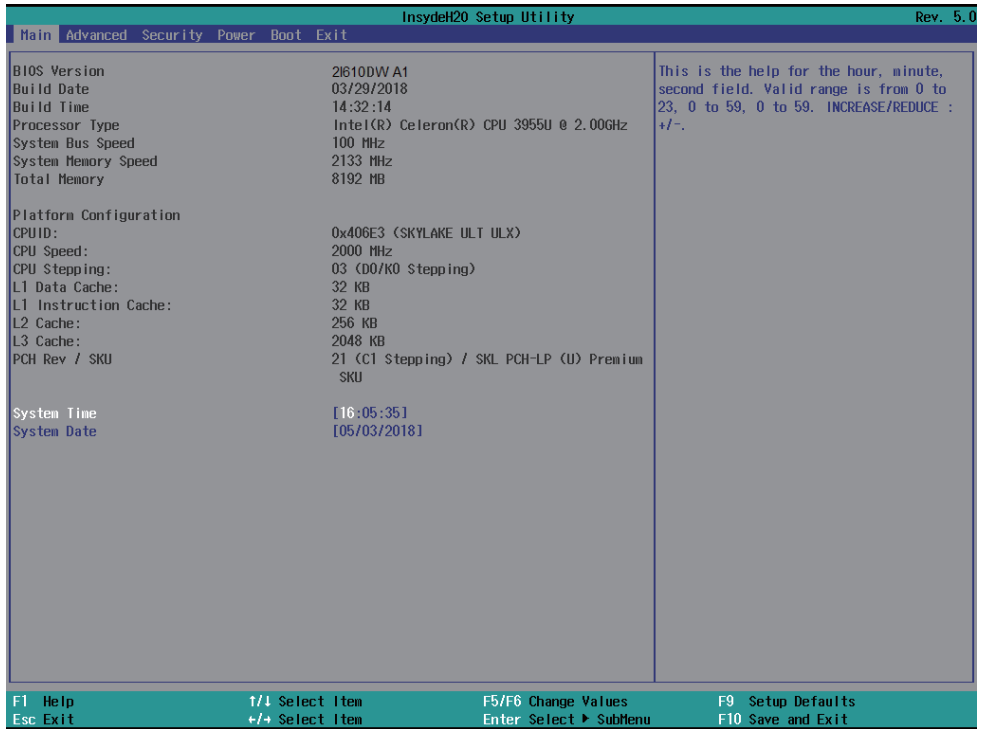 InsydeH20 Setup Utility Rev. 5.0
Main Advanced Security Power Boot Exit
BIOS Version 2I610DW A1
Build Date 03/29/2018
Build Time 14:32:14
Processor Type Intel(R) Celeron(R) CPU 3955U @ 2.00GHz
System Bus Speed 100 MHz
System Memory Speed 2133 MHz
Total Memory 8192 MB
Platform Configuration
CPUID: 0x406E3 (SKYLAKE ULT ULX)
CPU Speed: 2000 MHz
CPU Stepping: 03 (D0/K0 Stepping)
L1 Data Cache: 32 KB
L1 Instruction Cache: 32 KB
L2 Cache: 256 KB
L3 Cache: 2048 KB
PCH Rev / SKU 21 (C1 Stepping) / SKL PCH-LP (U) Premium
SKU
System Time [16:05:35]
System Date [05/03/2018]
This is the help for the hour, minute,
second field. Valid range is from 0 to
23, 0 to 59, 0 to 59. INCREASE/REDUCE :
+/-.
F1 Help ↑/↓ Select Item F5/F6 Change Values F9 Setup Defaults
Esc Exit ←/→ Select Item Enter Select ▶ SubMenu F10 Save and Exit